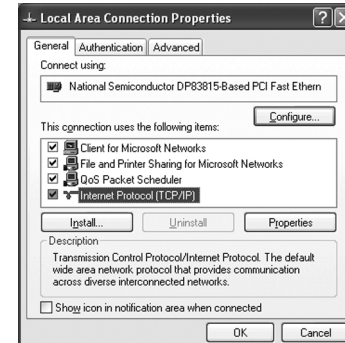 Local Area Connection Properties
General Authentication Advanced
Connect using:
National Semiconductor DP83815-Based PCI Fast Ethern
Configure...
This connection uses the following items:
Client for Microsoft Networks
File and Printer Sharing for Microsoft Networks
QoS Packet Scheduler
Internet Protocol (TCP/IP)
Install... Uninstall Properties
Description
Transmission Control Protocol/Internet Protocol. The default
wide area network protocol that provides communication
across diverse interconnected networks.
Show icon in notification area when connected
OK Cancel